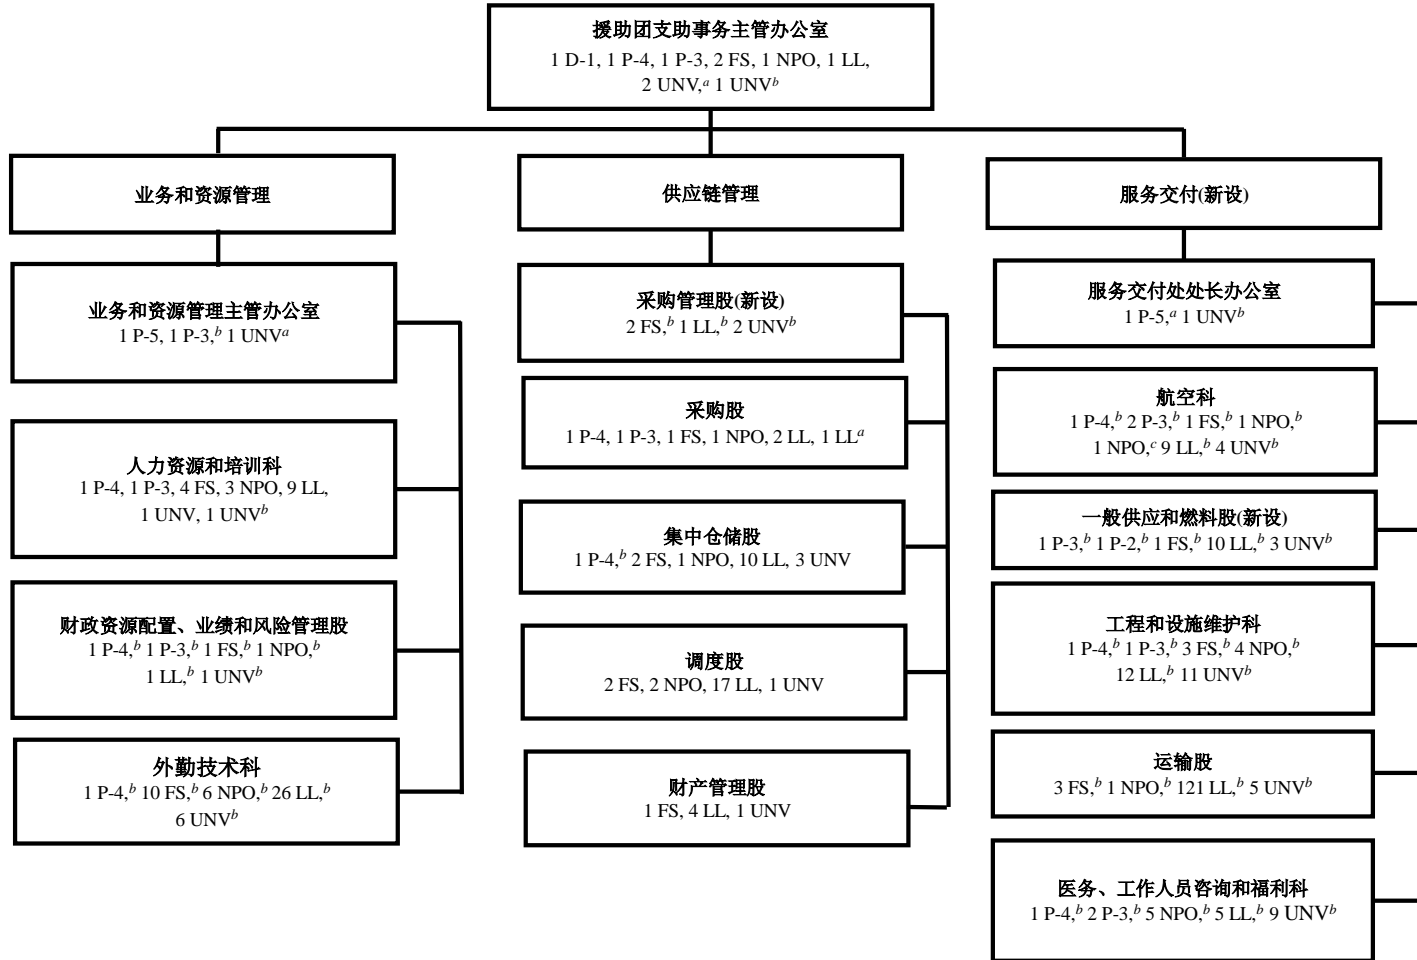 援助团支助事务主管办公室
1 D-1, 1 P-4, 1 P-3, 2 FS, 1 NPO, 1 LL,
2 UNV,ᵃ 1 UNVᵇ
业务和资源管理
业务和资源管理主管办公室
1 P-5, 1 P-3,ᵇ 1 UNVᵃ
人力资源和培训科
1 P-4, 1 P-3, 4 FS, 3 NPO, 9 LL,
1 UNV, 1 UNVᵇ
财政资源配置、业绩和风险管理股
1 P-4,ᵇ 1 P-3,ᵇ 1 FS,ᵇ 1 NPO,ᵇ
1 LL,ᵇ 1 UNVᵇ
外勤技术科
1 P-4,ᵇ 10 FS,ᵇ 6 NPO,ᵇ 26 LL,ᵇ
6 UNVᵇ
供应链管理
采购管理股(新设)
2 FS,ᵇ 1 LL,ᵇ 2 UNVᵇ
采购股
1 P-4, 1 P-3, 1 FS, 1 NPO, 2 LL, 1 LLᵃ
集中仓储股
1 P-4,ᵇ 2 FS, 1 NPO, 10 LL, 3 UNV
调度股
2 FS, 2 NPO, 17 LL, 1 UNV
财产管理股
1 FS, 4 LL, 1 UNV
服务交付(新设)
服务交付处处长办公室
1 P-5,ᵃ 1 UNVᵇ
航空科
1 P-4,ᵇ 2 P-3,ᵇ 1 FS,ᵇ 1 NPO,ᵇ
1 NPO,ᶜ 9 LL,ᵇ 4 UNVᵇ
一般供应和燃料股(新设)
1 P-3,ᵇ 1 P-2,ᵇ 1 FS,ᵇ 10 LL,ᵇ 3 UNVᵇ
工程和设施维护科
1 P-4,ᵇ 1 P-3,ᵇ 3 FS,ᵇ 4 NPO,ᵇ
12 LL,ᵇ 11 UNVᵇ
运输股
3 FS,ᵇ 1 NPO,ᵇ 121 LL,ᵇ 5 UNVᵇ
医务、工作人员咨询和福利科
1 P-4,ᵇ 2 P-3,ᵇ 5 NPO,ᵇ 5 LL,ᵇ 9 UNVᵇ